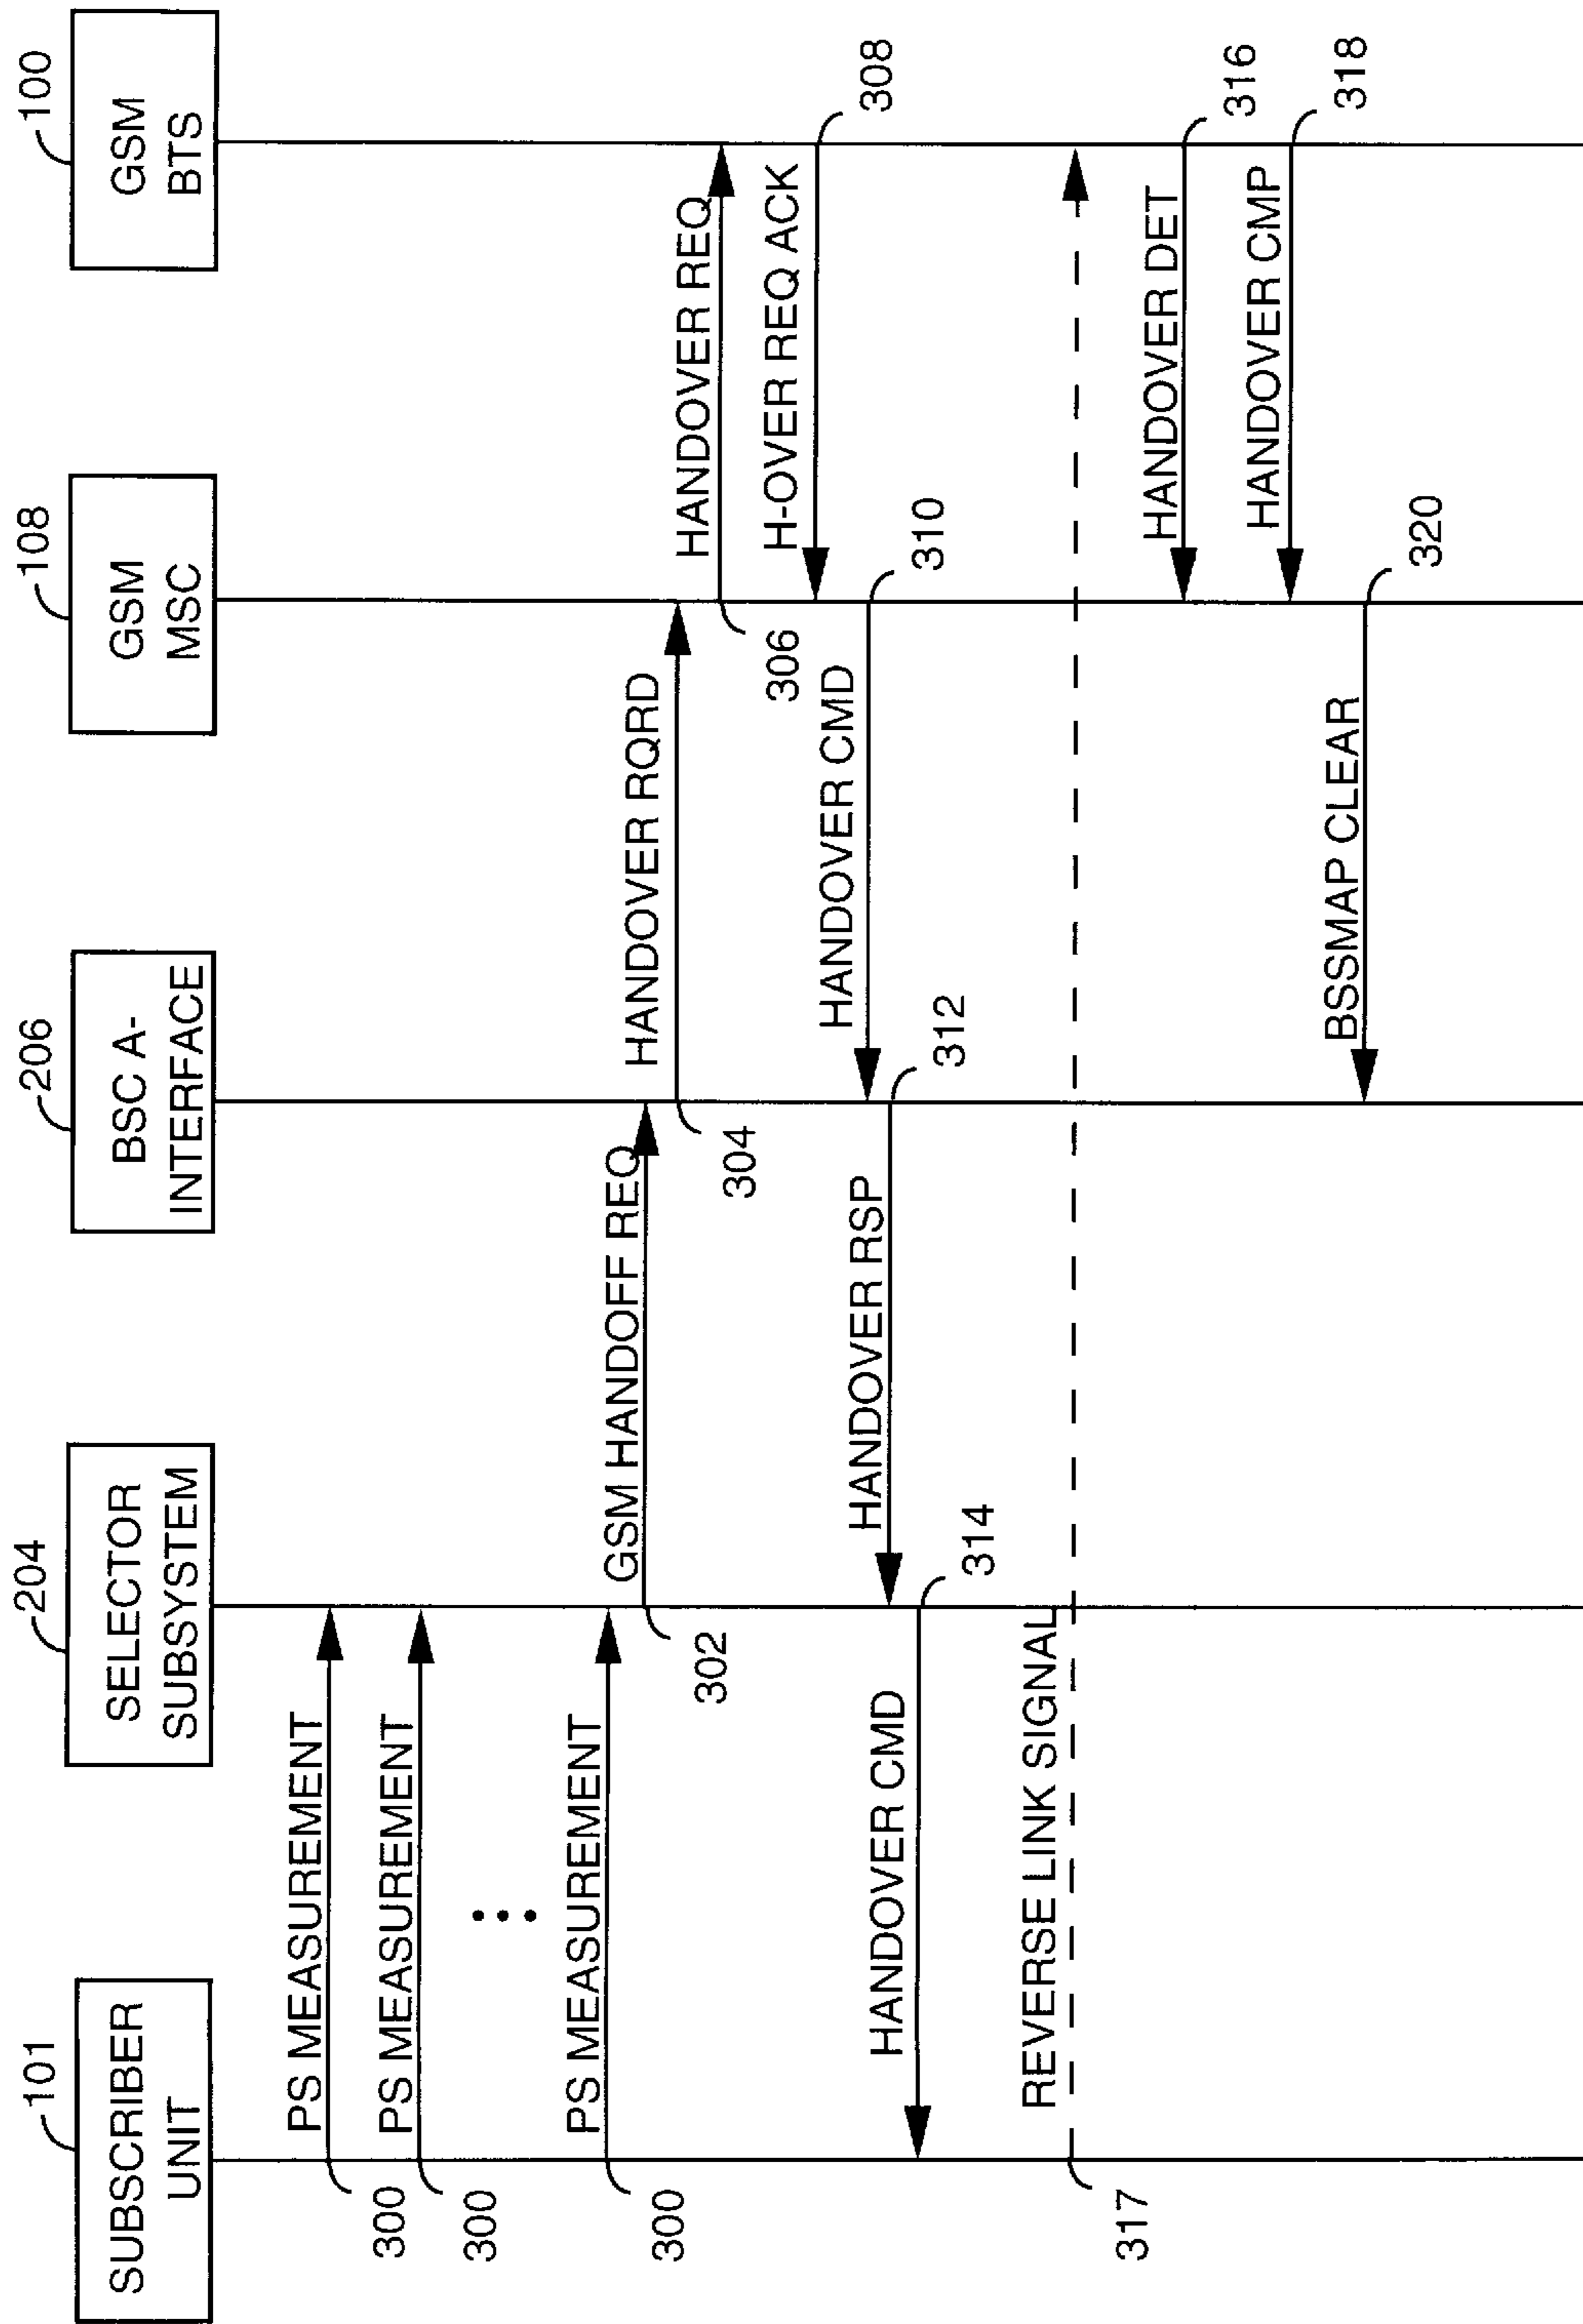 101
SUBSCRIBER
UNIT
204
SELECTOR
SUBSYSTEM
206
BSC A-
INTERFACE
108
GSM
MSC
100
GSM
BTS
PS MEASUREMENT
300
PS MEASUREMENT
300
PS MEASUREMENT
300
GSM HANDOFF REQ
302
HANDOVER RQRD
304
HANDOVER REQ
306
H-OVER REQ ACK
308
HANDOVER CMD
310
HANDOVER RSP
312
HANDOVER CMD
314
REVERSE LINK SIGNAL
317
HANDOVER DET
316
HANDOVER CMP
318
BSSMAP CLEAR
320